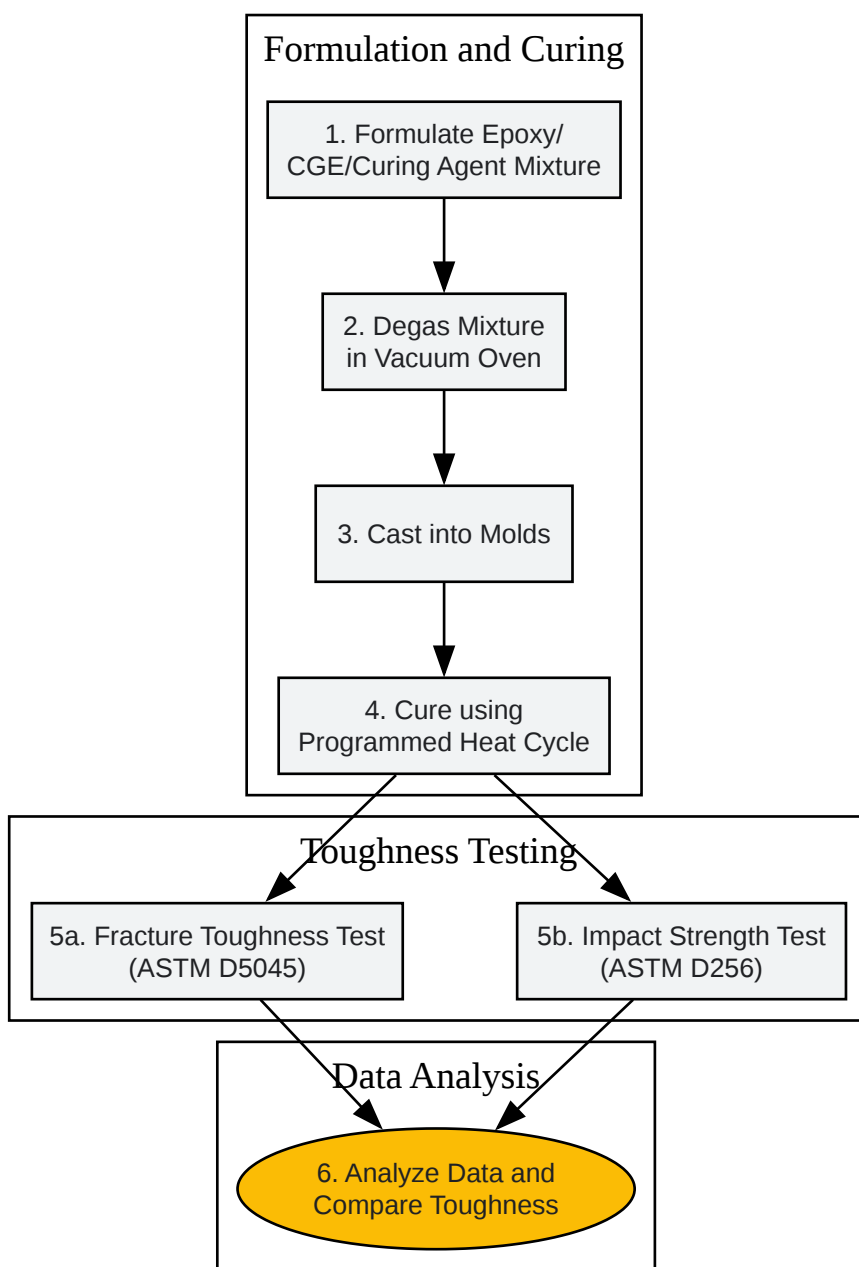 Formulation and Curing
1. Formulate Epoxy/
CGE/Curing Agent Mixture
2. Degas Mixture
in Vacuum Oven
3. Cast into Molds
4. Cure using
Programmed Heat Cycle
Toughness Testing
5a. Fracture Toughness Test
(ASTM D5045)
5b. Impact Strength Test
(ASTM D256)
Data Analysis
6. Analyze Data and
Compare Toughness